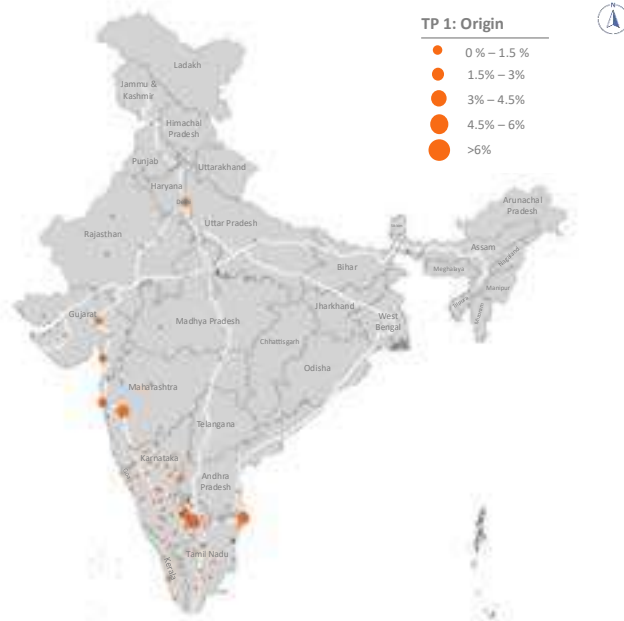 N
TP 1: Origin
0 % – 1.5 %
1.5% – 3%
3% – 4.5%
4.5% – 6%
>6%
Ladakh
Jammu &
Kashmir
Himachal
Pradesh
Punjab
Uttarakhand
Haryana
Arunachal
Pradesh
Rajasthan
Uttar Pradesh
Assam
Nagaland
Bihar
Meghalaya
Manipur
Gujarat
Madhya Pradesh
Jharkhand
West
Bengal
Chhattisgarh
Odisha
Maharashtra
Telangana
Karnataka
Andhra
Pradesh
Tamil Nadu
Kerala